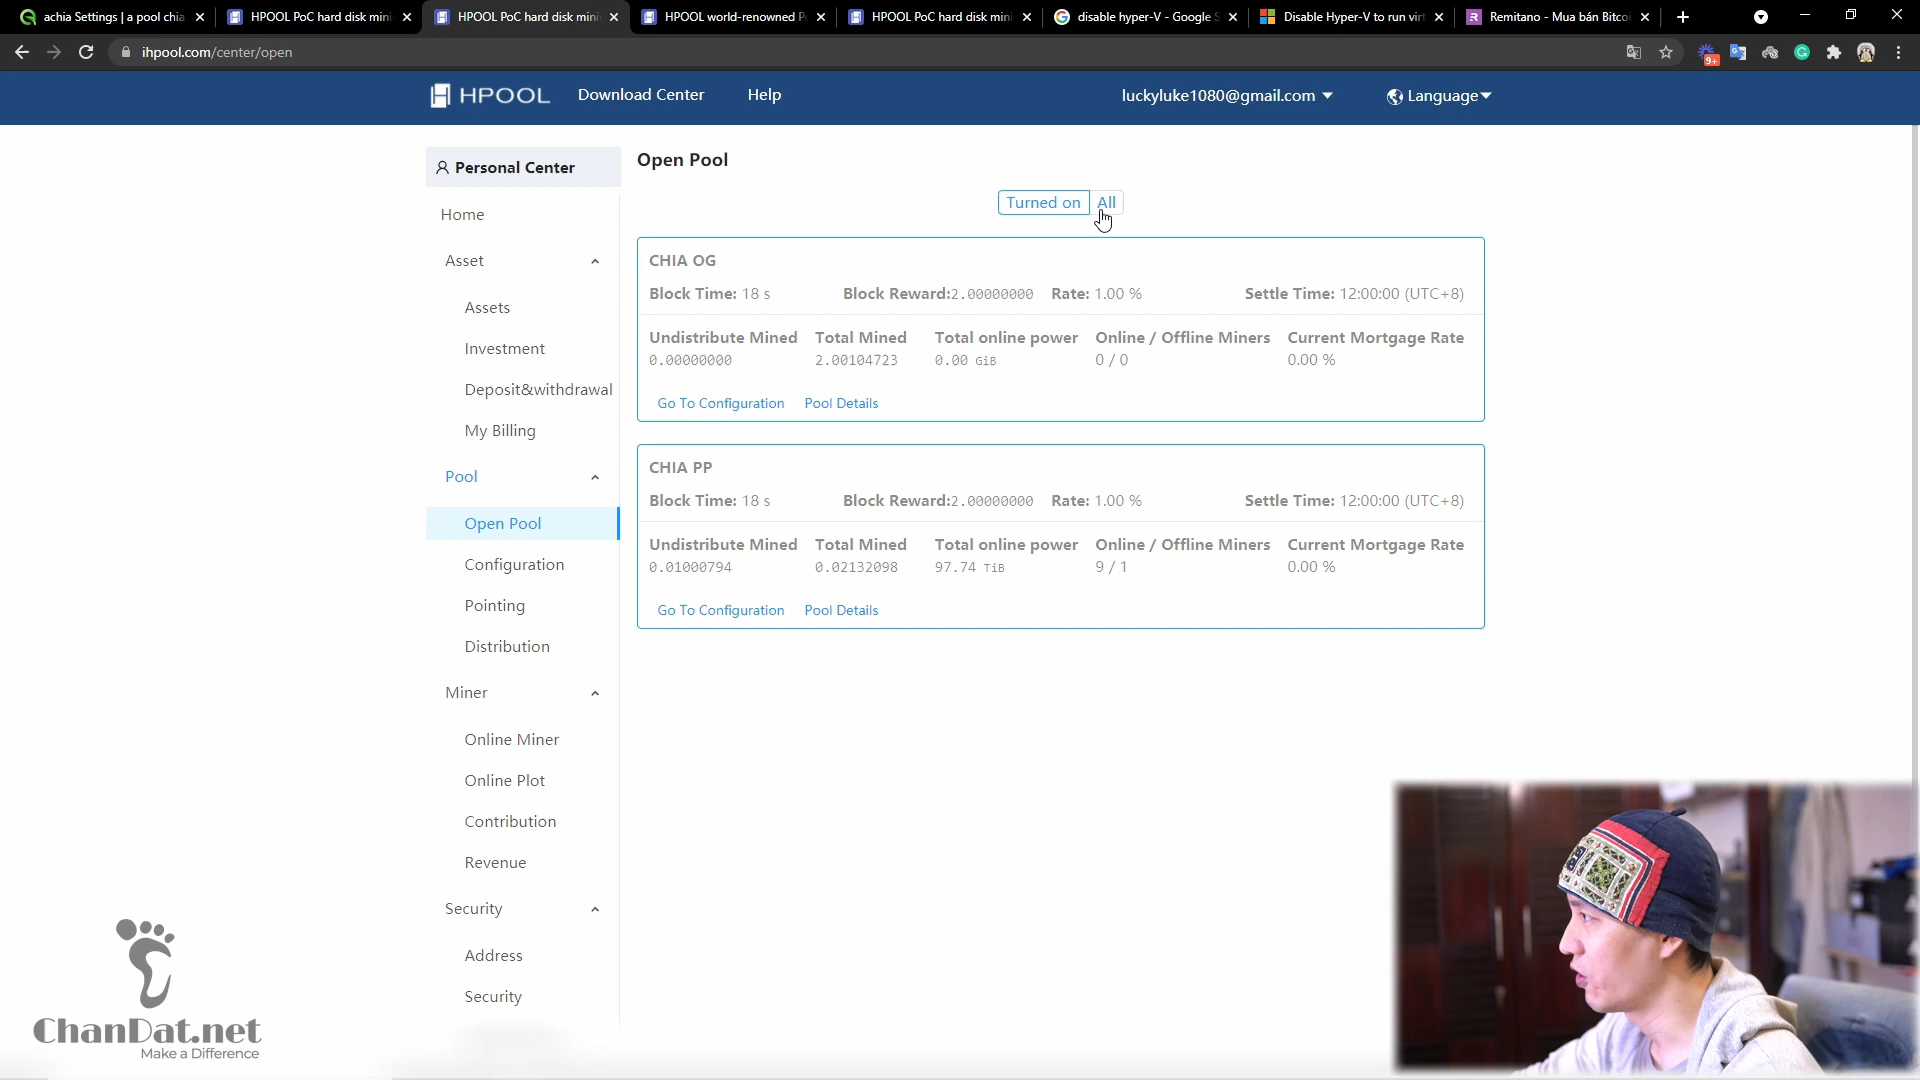 achia Settings | a pool chia
HPOOL PoC hard disk mini
HPOOL PoC hard disk mini
HPOOL world-renowned P
HPOOL PoC hard disk mini
disable hyper-V - Google S
Disable Hyper-V to run virt
Remitano - Mua bán Bitcoi
ihpool.com/center/open
9+
HPOOL
Download Center
Help
luckyluke1080@gmail.com
Language
Personal Center
Home
Asset
Assets
Investment
Deposit&withdrawal
My Billing
Pool
Open Pool
Configuration
Pointing
Distribution
Miner
Online Miner
Online Plot
Contribution
Revenue
Security
Address
Security
Open Pool
Turned on All
CHIA OG
Block Time: 18 s Block Reward:2.00000000 Rate: 1.00 % Settle Time: 12:00:00 (UTC+8)
Undistribute Mined Total Mined Total online power Online / Offline Miners Current Mortgage Rate
0.00000000 2.00104723 0.00 GiB 0 / 0 0.00 %
Go To Configuration Pool Details
CHIA PP
Block Time: 18 s Block Reward:2.00000000 Rate: 1.00 % Settle Time: 12:00:00 (UTC+8)
Undistribute Mined Total Mined Total online power Online / Offline Miners Current Mortgage Rate
0.01000794 0.02132098 97.74 TiB 9 / 1 0.00 %
Go To Configuration Pool Details
ChanDat.net
Make a Difference